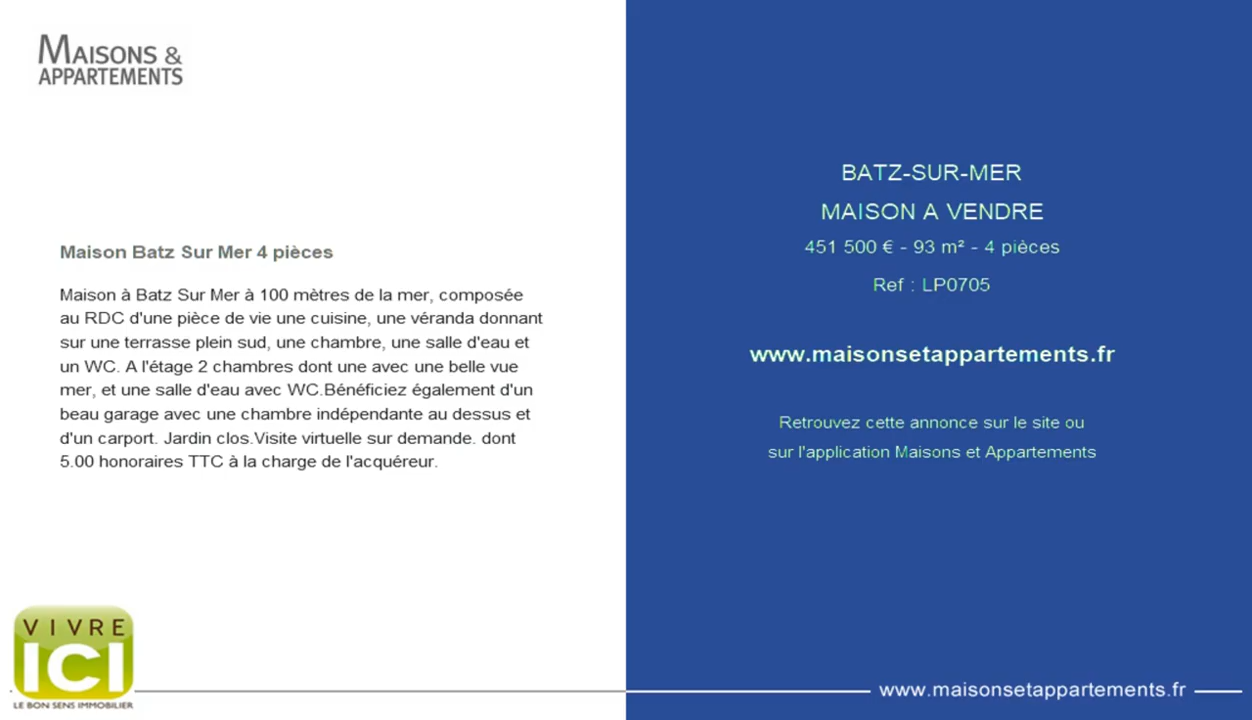 MAISONS &
APPARTEMENTS
Maison Batz Sur Mer 4 pièces
Maison à Batz Sur Mer à 100 mètres de la mer, composée
au RDC d'une pièce de vie une cuisine, une véranda donnant
sur une terrasse plein sud, une chambre, une salle d'eau et
un WC. A l'étage 2 chambres dont une avec une belle vue
mer, et une salle d'eau avec WC.Bénéficiez également d'un
beau garage avec une chambre indépendante au dessus et
d'un carport. Jardin clos.Visite virtuelle sur demande. dont
5.00 honoraires TTC à la charge de l'acquéreur.
VIVRE
ICI
LE BON SENS IMMOBILIER
BATZ-SUR-MER
MAISON A VENDRE
451 500 € - 93 m² - 4 pièces
Ref : LP0705
www.maisonsetappartements.fr
Retrouvez cette annonce sur le site ou
sur l'application Maisons et Appartements
www.maisonsetappartements.fr